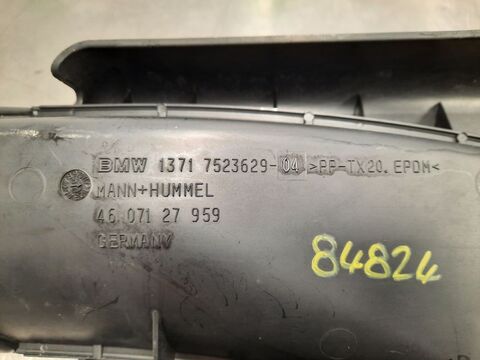 BMW 1371 7523629-04 >PP-TX20.EPDM<
MANN+HUMMEL
46 071 27 959
GERMANY
84824